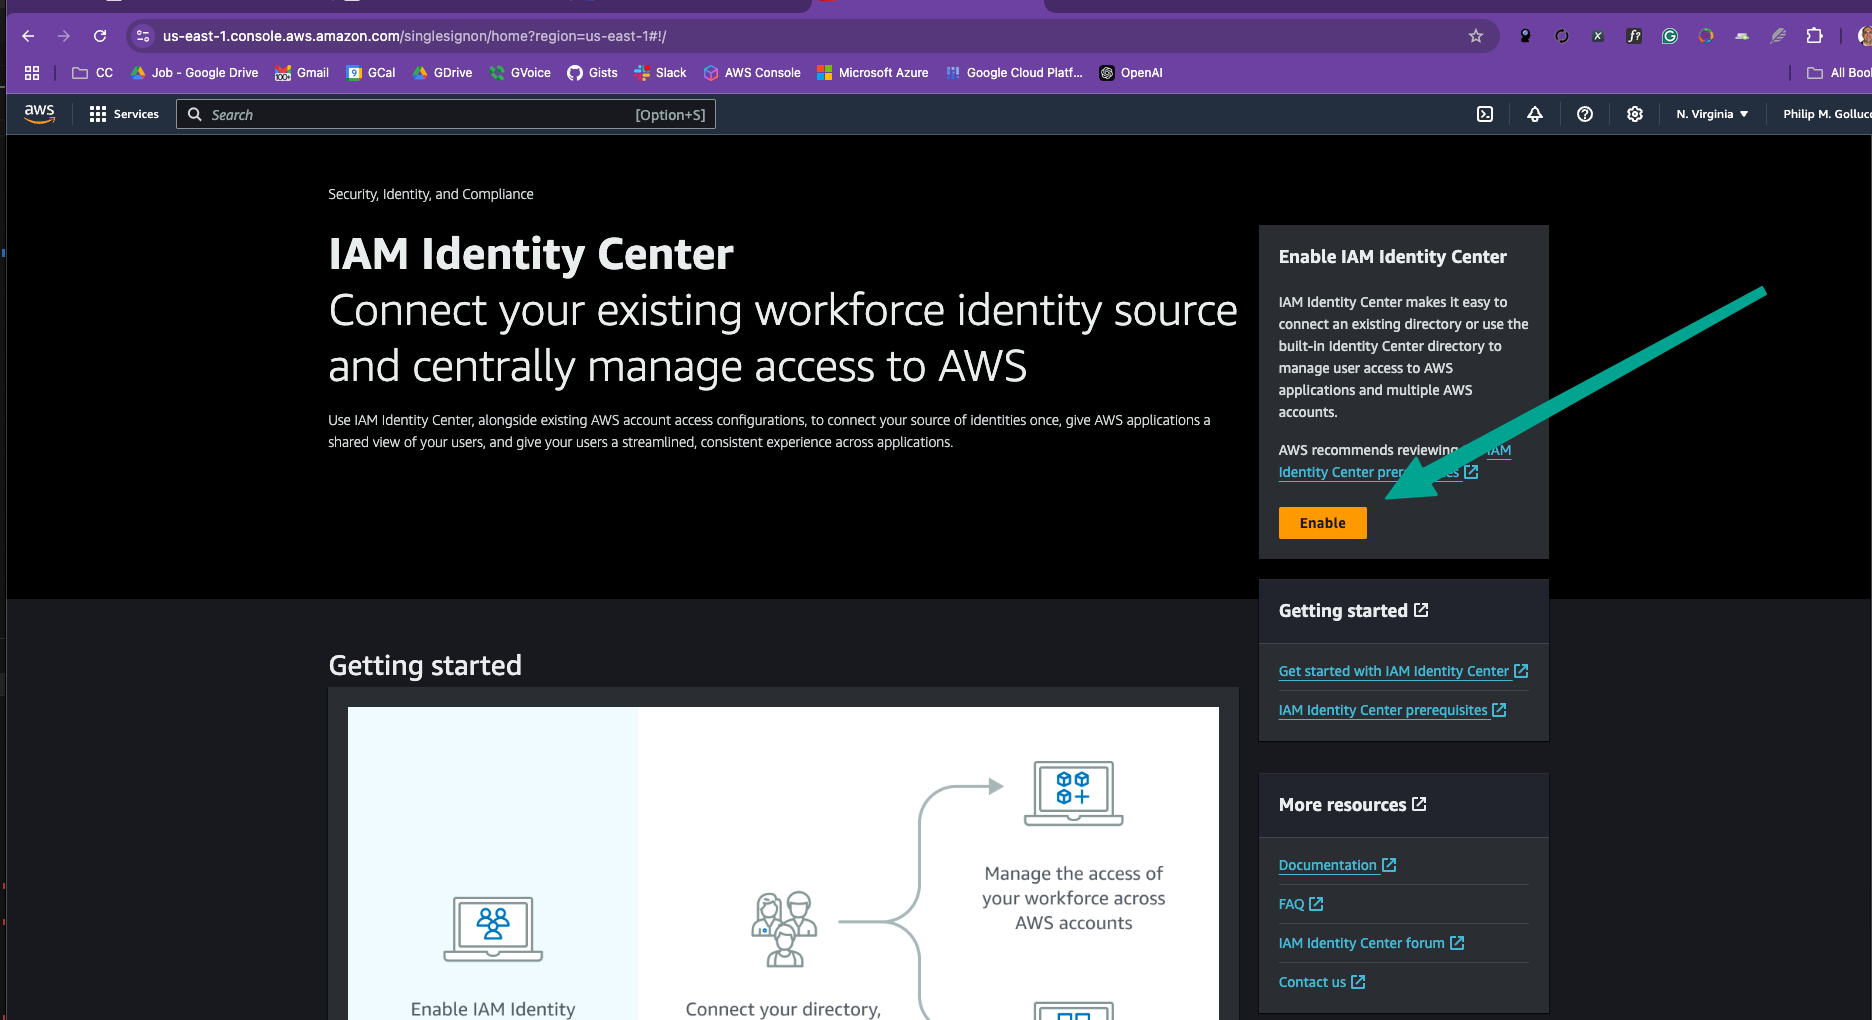 us-east-1.console.aws.amazon.com/singlesignon/home?region=us-east-1#!/
CC
Job - Google Drive
Gmail
GCal
GDrive
GVoice
Gists
Slack
AWS Console
Microsoft Azure
Google Cloud Platf...
OpenAI
All Boo
aws
Services
Search
[Option+S]
N. Virginia
Philip M. Golluc
Security, Identity, and Compliance
IAM Identity Center
Connect your existing workforce identity source
and centrally manage access to AWS
Use IAM Identity Center, alongside existing AWS account access configurations, to connect your source of identities once, give AWS applications a
shared view of your users, and give your users a streamlined, consistent experience across applications.
Enable IAM Identity Center
IAM Identity Center makes it easy to
connect an existing directory or use the
built-in Identity Center directory to
manage user access to AWS
applications and multiple AWS
accounts.
AWS recommends reviewing IAM
Identity Center
Enable
Getting started
Get started with IAM Identity Center
IAM Identity Center prerequisites
More resources
Documentation
FAQ
IAM Identity Center forum
Contact us
Getting started
Manage the access of
your workforce across
AWS accounts
Enable IAM Identity
Connect your directory,